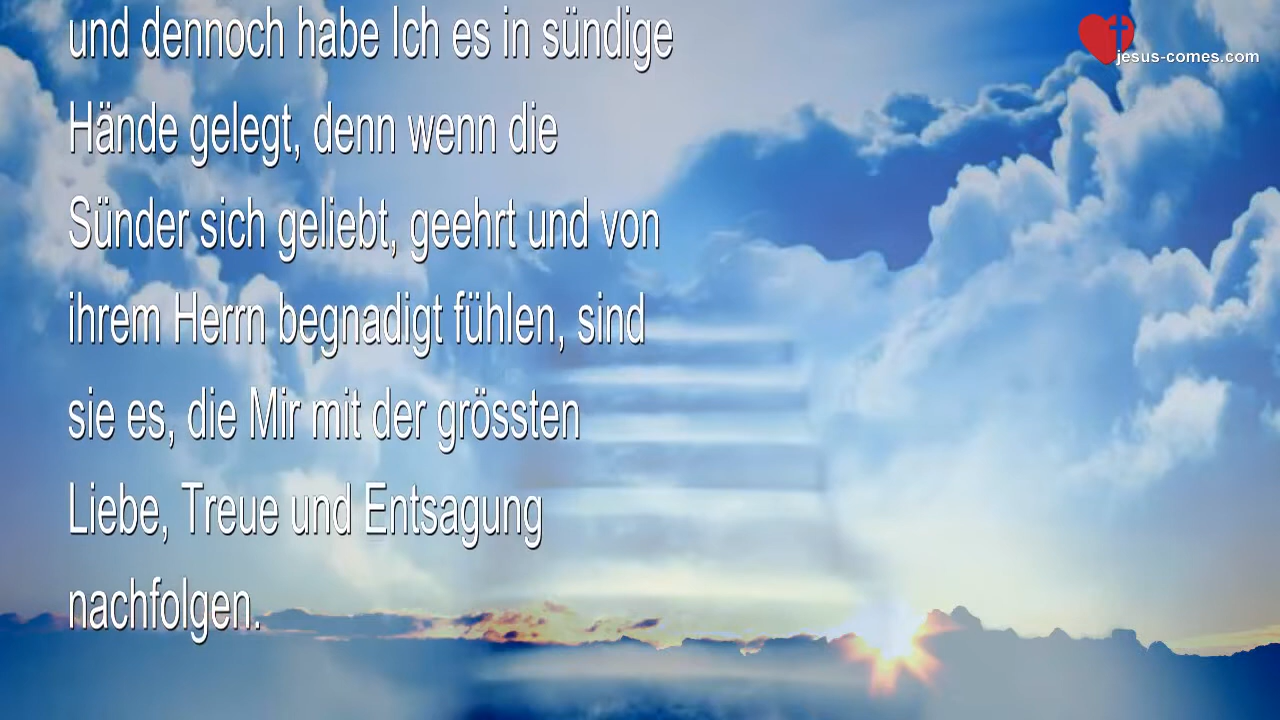 und dennoch habe Ich es in sündige
Hände gelegt, denn wenn die
Sünder sich geliebt, geehrt und von
ihrem Herrn begnadigt fühlen, sind
sie es, die Mir mit der grössten
Liebe, Treue und Entsagung
nachfolgen.
jesus-comes.com